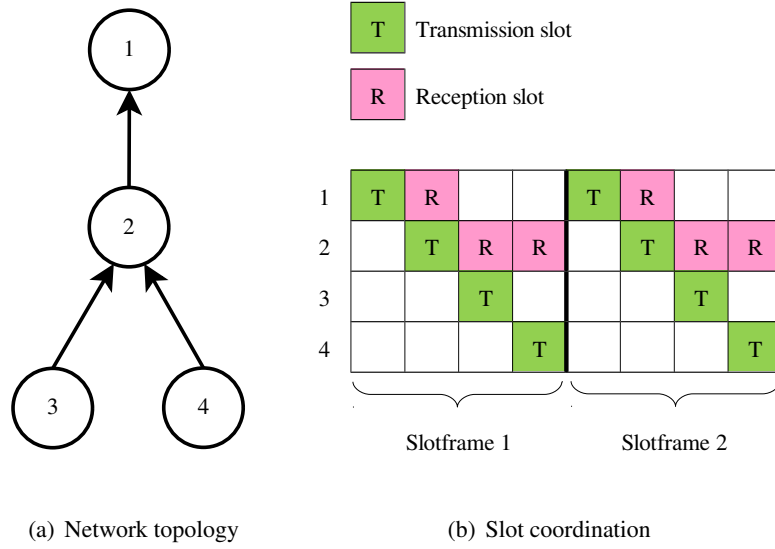 1
2
3
4
(a) Network topology
T Transmission slot
R Reception slot
1 T R T R
2 T R R T R R
3 T T
4 T T
Slotframe 1 Slotframe 2
(b) Slot coordination